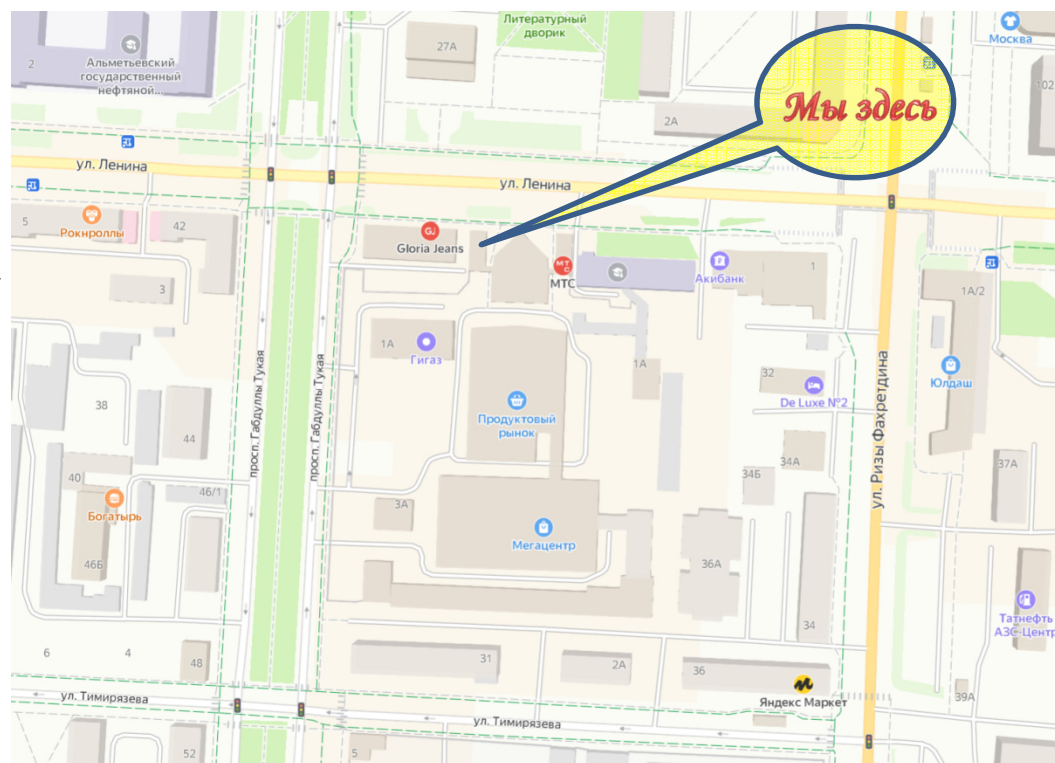 Литературный
дворик
Москва
27А
2
Альметьевский
государственный
нефтяной...
102
Мы здесь
2А
ул. Ленина
ул. Ленина
5
Рокнроллы
42
GJ
Gloria Jeans
МТС
МТС
Акибанк
1
3
1А/2
1А
Гигаз
1А
32
De Luxe №2
Юлдаш
просп. Габдуллы Тукая
просп. Габдуллы Тукая
ул. Ризы Фахретдина
38
Продуктовый
рынок
44
34А
34Б
37А
40
46/1
Богатырь
3А
Мегацентр
46Б
36А
Татнефть
АЗС-Центр
34
6
4
48
31
2А
36
Яндекс Маркет
39А
ул. Тимирязева
ул. Тимирязева
52
5